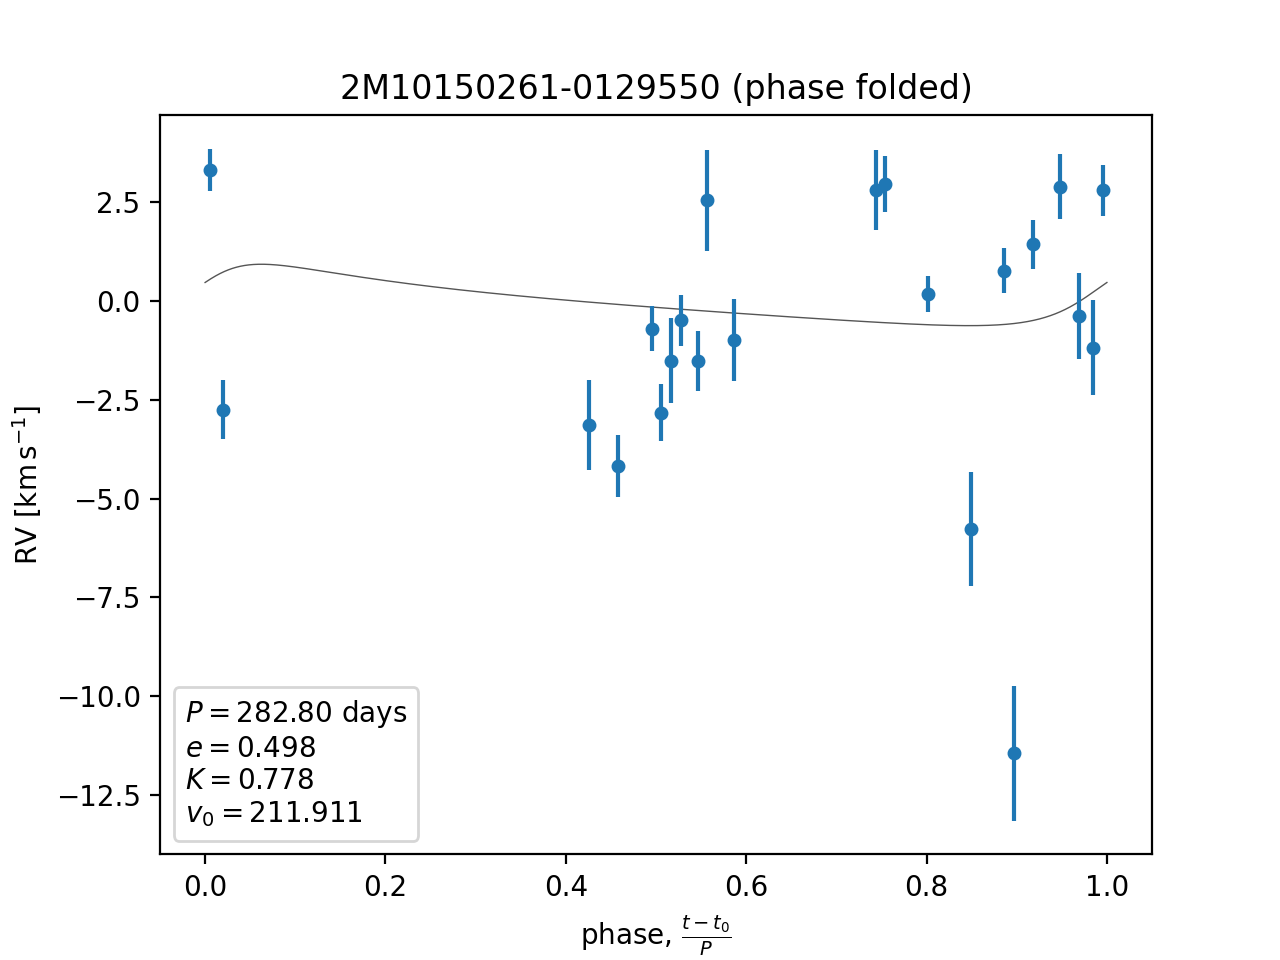 2M10150261-0129550 (phase folded)
RV [km s⁻¹]
2.5
0.0
−2.5
−5.0
−7.5
−10.0
−12.5
P = 282.80 days
e = 0.498
K = 0.778
v₀ = 211.911
0.0 0.2 0.4 0.6 0.8 1.0
phase, (t − t₀)/P